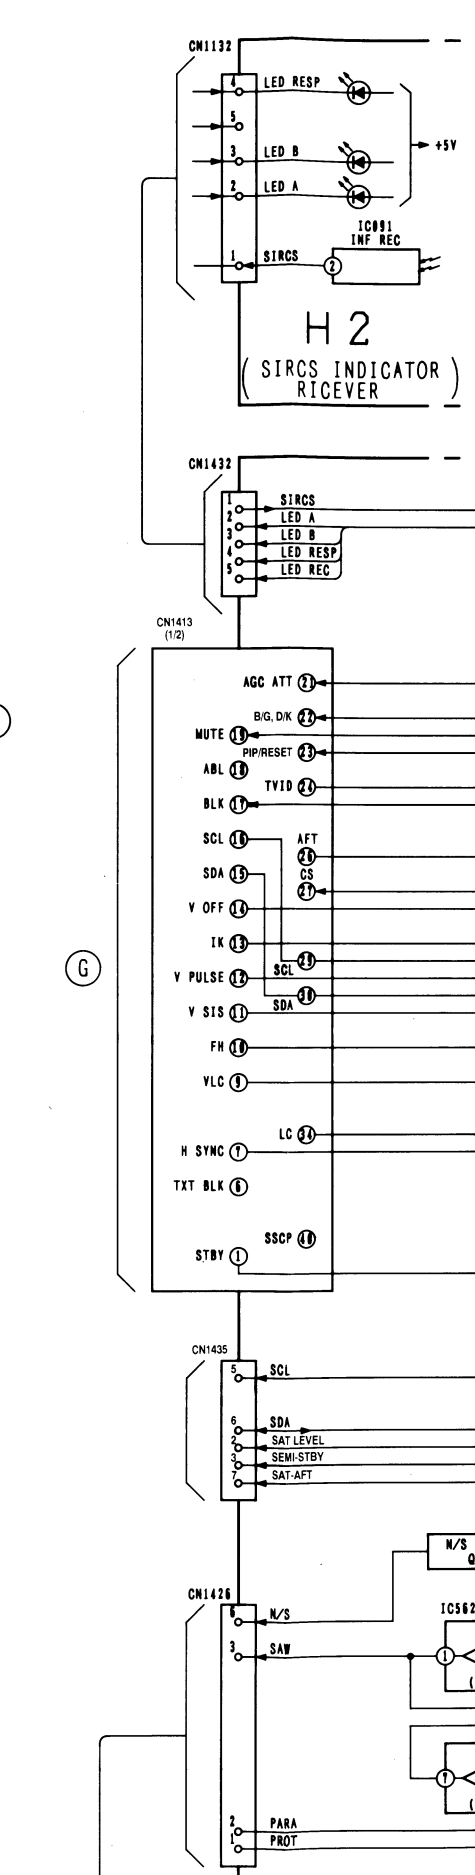 CN1132
4 LED RESP
5
3 LED B
+5V
2 LED A
IC091
INF REC
1 SIRCS 2
H 2
( SIRCS INDICATOR )
RICEVER
CN1432
1 SIRCS
2 LED A
3 LED B
4 LED RESP
5 LED REC
CN1413
(1/2)
AGC ATT 21
B/G, D/K 22
MUTE 19
PIP/RESET 23
ABL 18
TVID 24
BLK 17
SCL 16
AFT
26
SDA 15
CS
27
V OFF 14
IK 13
29
SCL
G
V PULSE 12
30
SDA
V SIS 11
FH 10
VLC 9
LC 34
H SYNC 7
TXT BLK 6
SSCP 40
STBY 1
CN1435
5 SCL
6 SDA
2 SAT LEVEL
3 SEMI-STBY
7 SAT-AFT
N/S
Q
CN1426
6 N/S
IC562
3 SAW
1
(
7
(
2 PARA
1 PROT